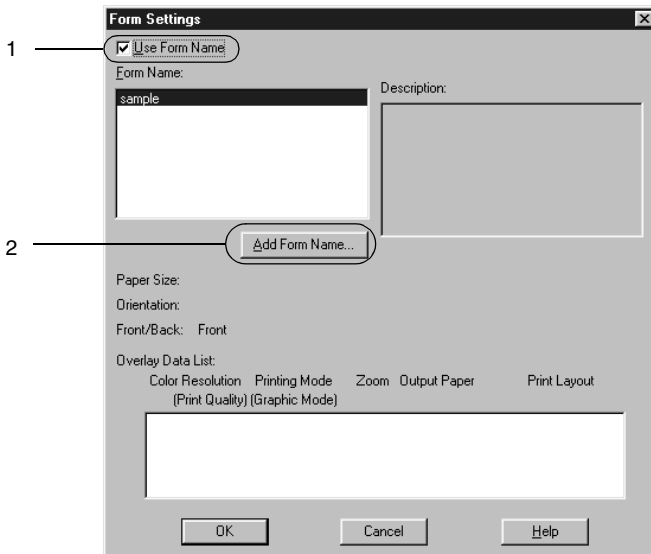 Form Settings
1
Use Form Name
Form Name:
sample
Description:
2
Add Form Name...
Paper Size:
Orientation:
Front/Back: Front
Overlay Data List:
Color Resolution Printing Mode Zoom Output Paper Print Layout
(Print Quality) (Graphic Mode)
OK Cancel Help